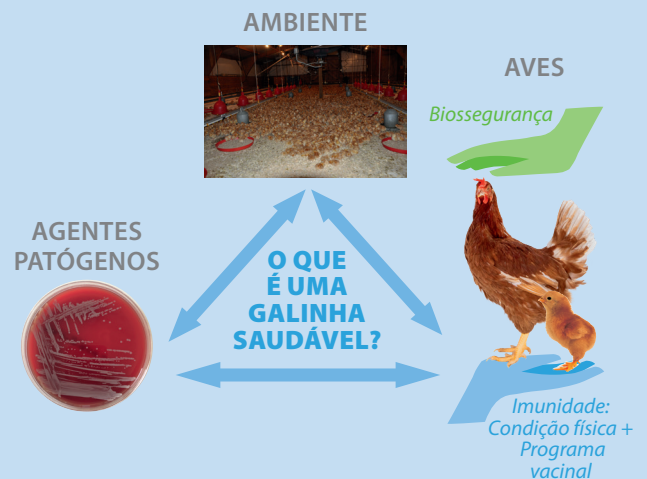 AMBIENTE
AVES
Biossegurança
AGENTES
PATÓGENOS
O QUE
É UMA
GALINHA
SAUDÁVEL?
Imunidade:
Condição física +
Programa
vacinal